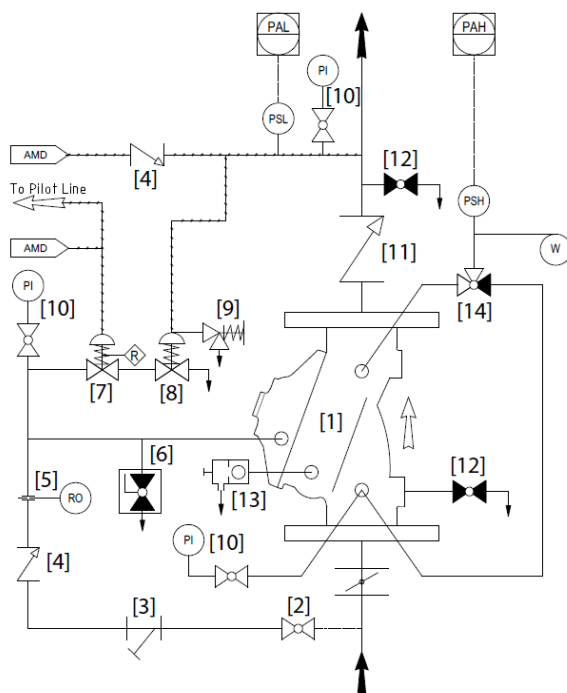 PAL
PAH
PI
[10]
PSL
AMD
[4]
[12]
To Pilot Line
PSH
AMD
[11]
W
PI
[10]
[9]
[14]
R
[7]
[8]
[1]
[6]
[5]
RO
[13]
[12]
PI
[10]
[4]
[3]
[2]